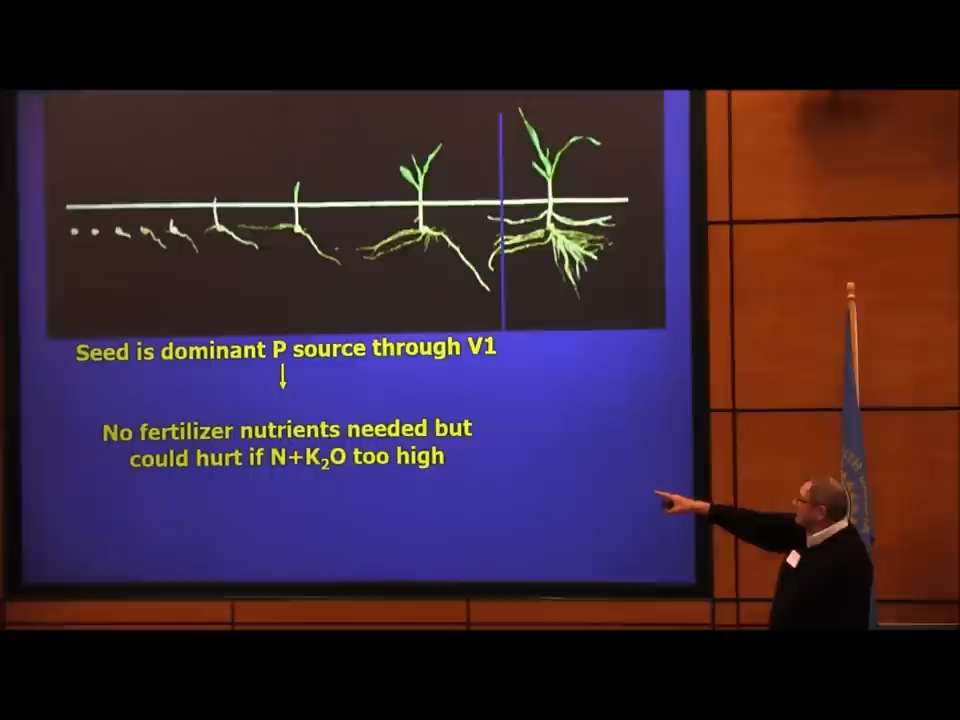 Seed is dominant P source through V1
No fertilizer nutrients needed but
could hurt if N+K₂O too high